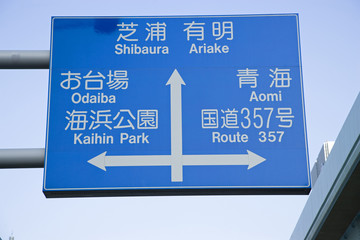 芝浦 有明
Shibaura Ariake
お台場
Odaiba
海浜公園
Kaihin Park
青海
Aomi
国道357号
Route 357